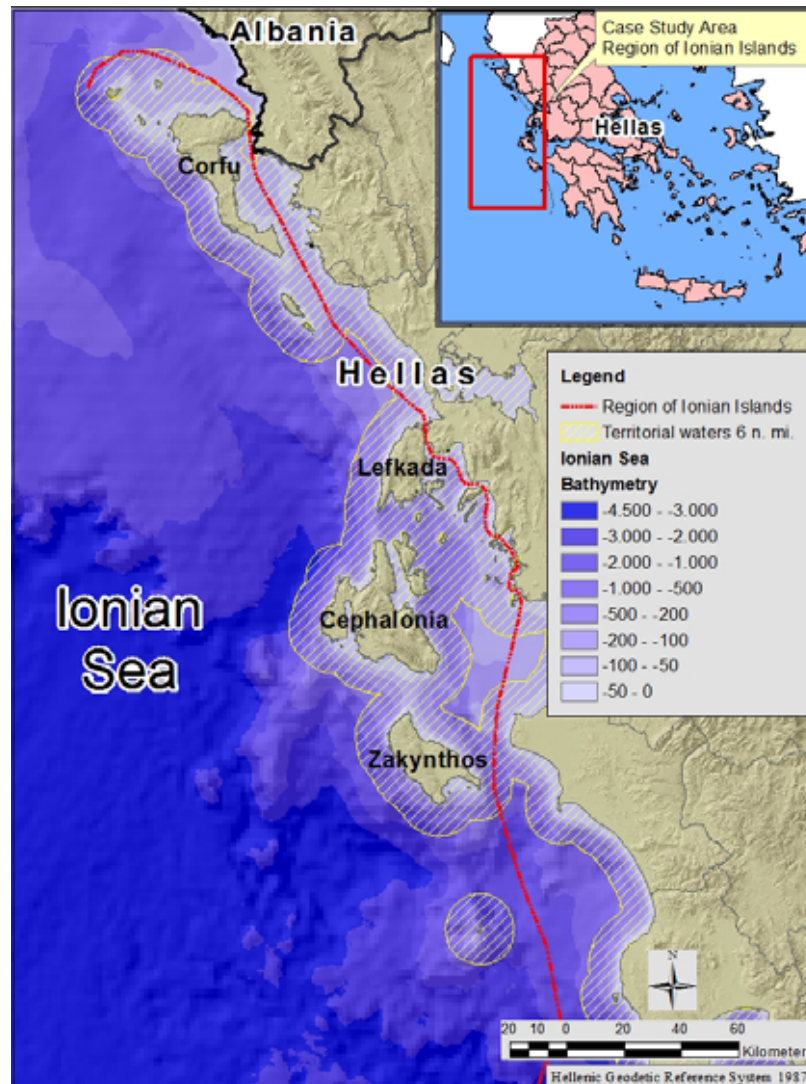 Albania
Case Study Area
Region of Ionian Islands
Hellas
Corfu
Hellas
Legend
Region of Ionian Islands
Territorial waters 6 n. mi.
Ionian Sea
Bathymetry
-4.500 - -3.000
-3.000 - -2.000
-2.000 - -1.000
-1.000 - -500
-500 - -200
-200 - -100
-100 - -50
-50 - 0
Lefkada
Ionian
Sea
Cephalonia
Zakynthos
N
20 10 0 20 40 60
Kilometer
Hellenic Geodetic Reference System 1987